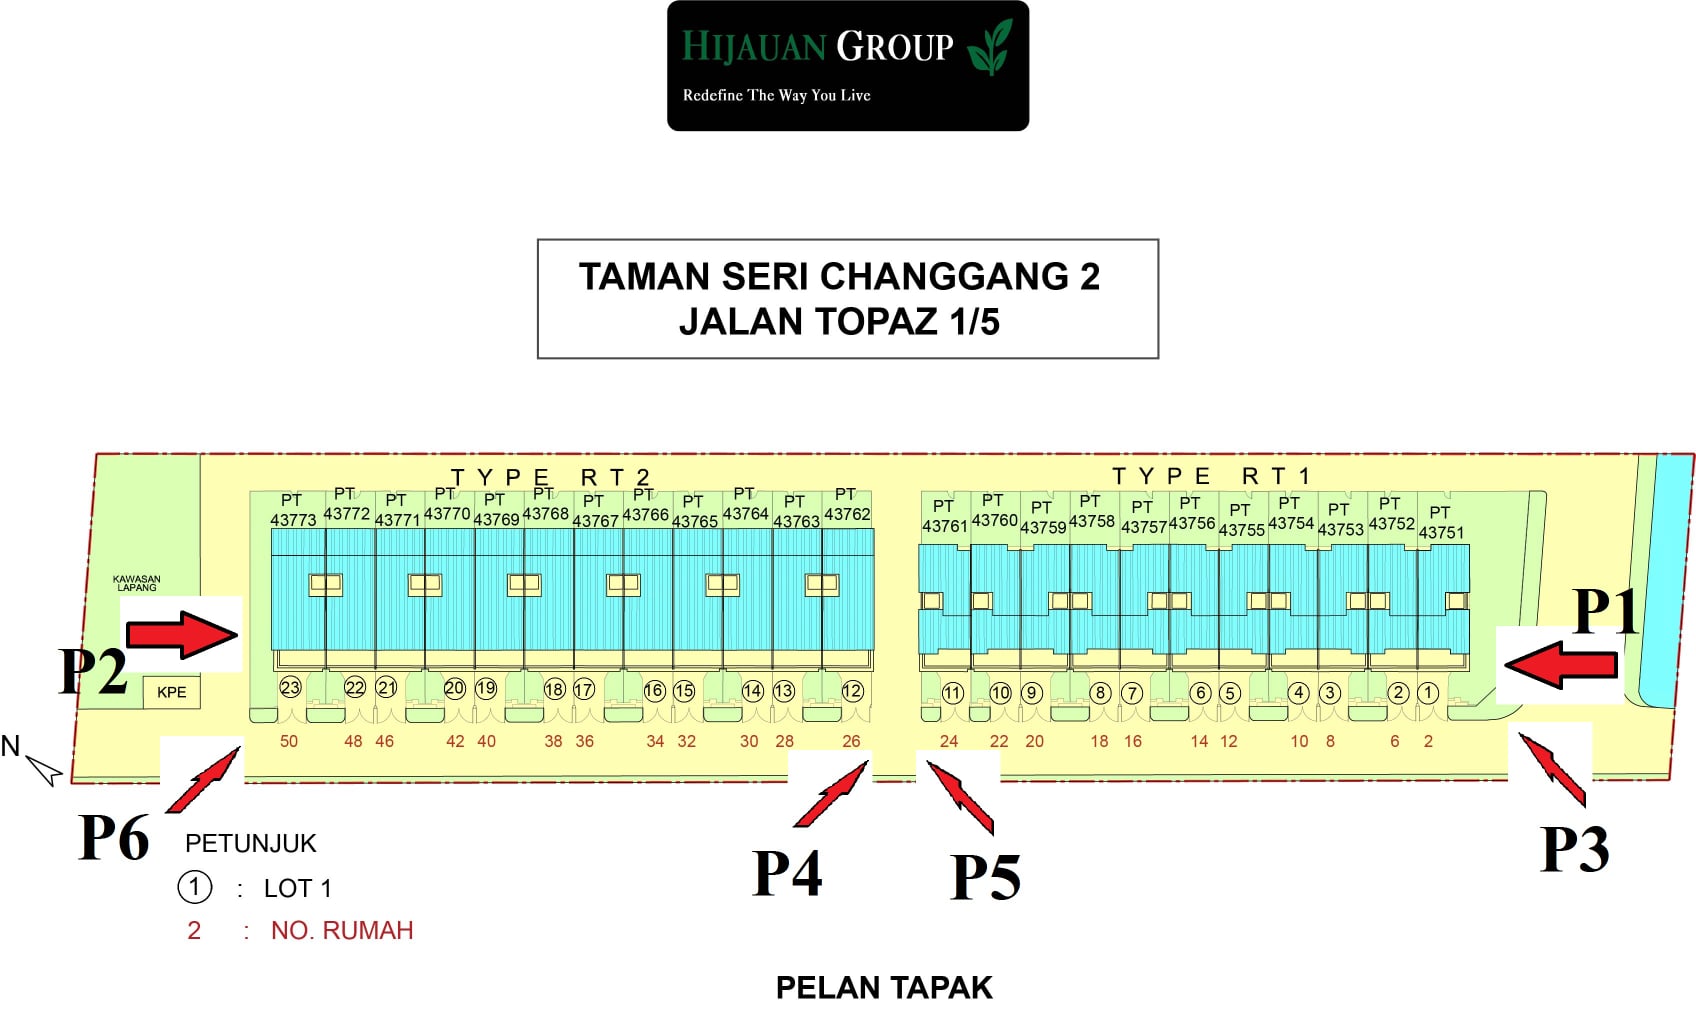 HIJAUAN GROUP
Redefine The Way You Live
TAMAN SERI CHANGGANG 2
JALAN TOPAZ 1/5
TYPE RT2
TYPE RT1
PT 43773
PT 43772
PT 43771
PT 43770
PT 43769
PT 43768
PT 43767
PT 43766
PT 43765
PT 43764
PT 43763
PT 43762
PT 43761
PT 43760
PT 43759
PT 43758
PT 43757
PT 43756
PT 43755
PT 43754
PT 43753
PT 43752
PT 43751
KAWASAN
LAPANG
P1
P2
KPE
23 22 21 20 19 18 17 16 15 14 13 12 11 10 9 8 7 6 5 4 3 2 1
50 48 46 42 40 38 36 34 32 30 28 26 24 22 20 18 16 14 12 10 8 6 2
N
P6
P4
P5
P3
PETUNJUK
1 : LOT 1
2 : NO. RUMAH
PELAN TAPAK